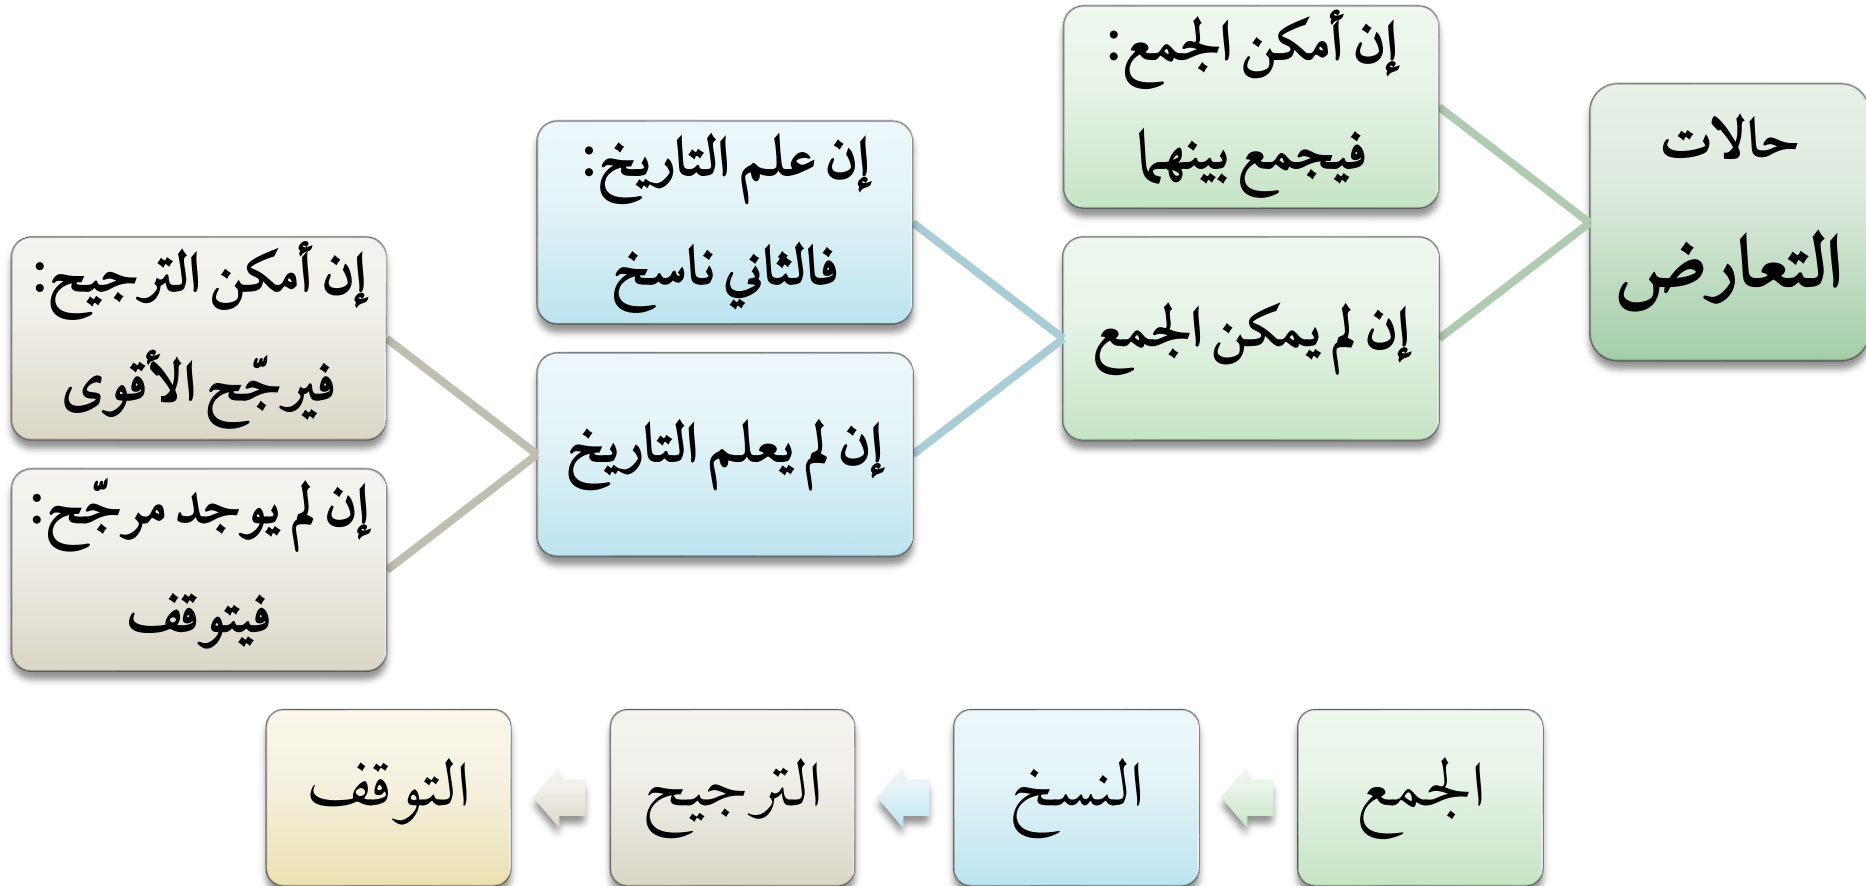 حالات
التعارض
إن أمكن الجمع:
فيجمع بينهما
إن لم يمكن الجمع
إن علم التاريخ:
فالثاني ناسخ
إن لم يعلم التاريخ
إن أمكن الترجيح:
فيرجّح الأقوى
إن لم يوجد مرجّح:
فيتوقف
الجمع
النسخ
الترجيح
التوقف